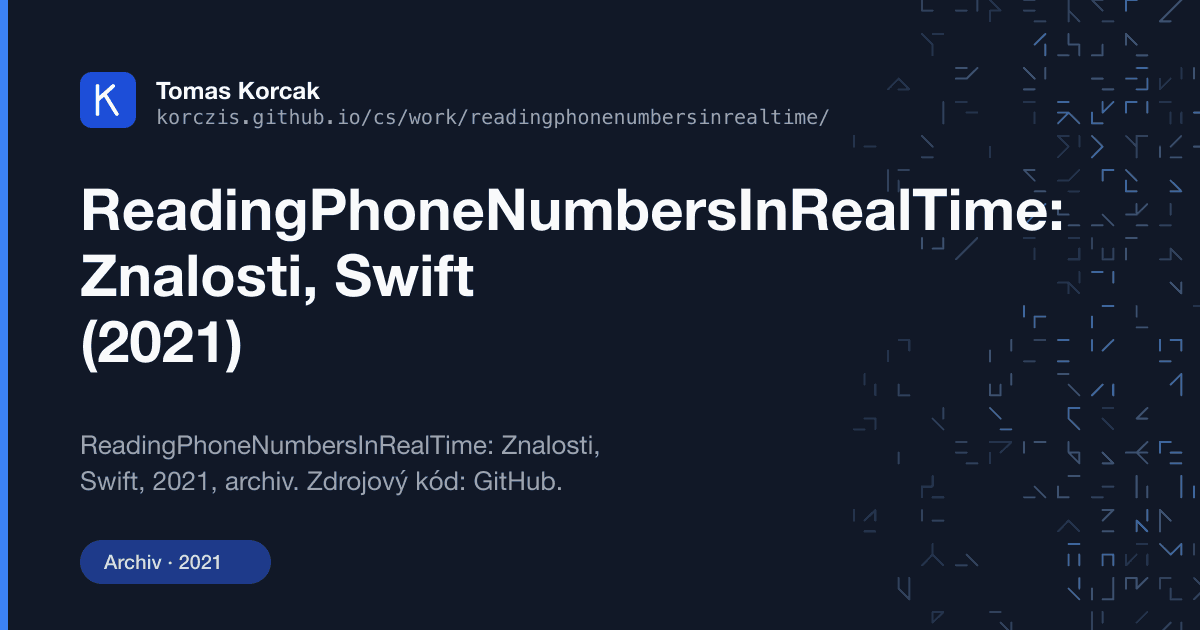 K
Tomas Korcak
korczis.github.io/cs/work/readingphonenumbersinrealtime/
ReadingPhoneNumbersInRealTime:
Znalosti, Swift
(2021)
ReadingPhoneNumbersInRealTime: Znalosti,
Swift, 2021, archiv. Zdrojový kód: GitHub.
Archiv · 2021